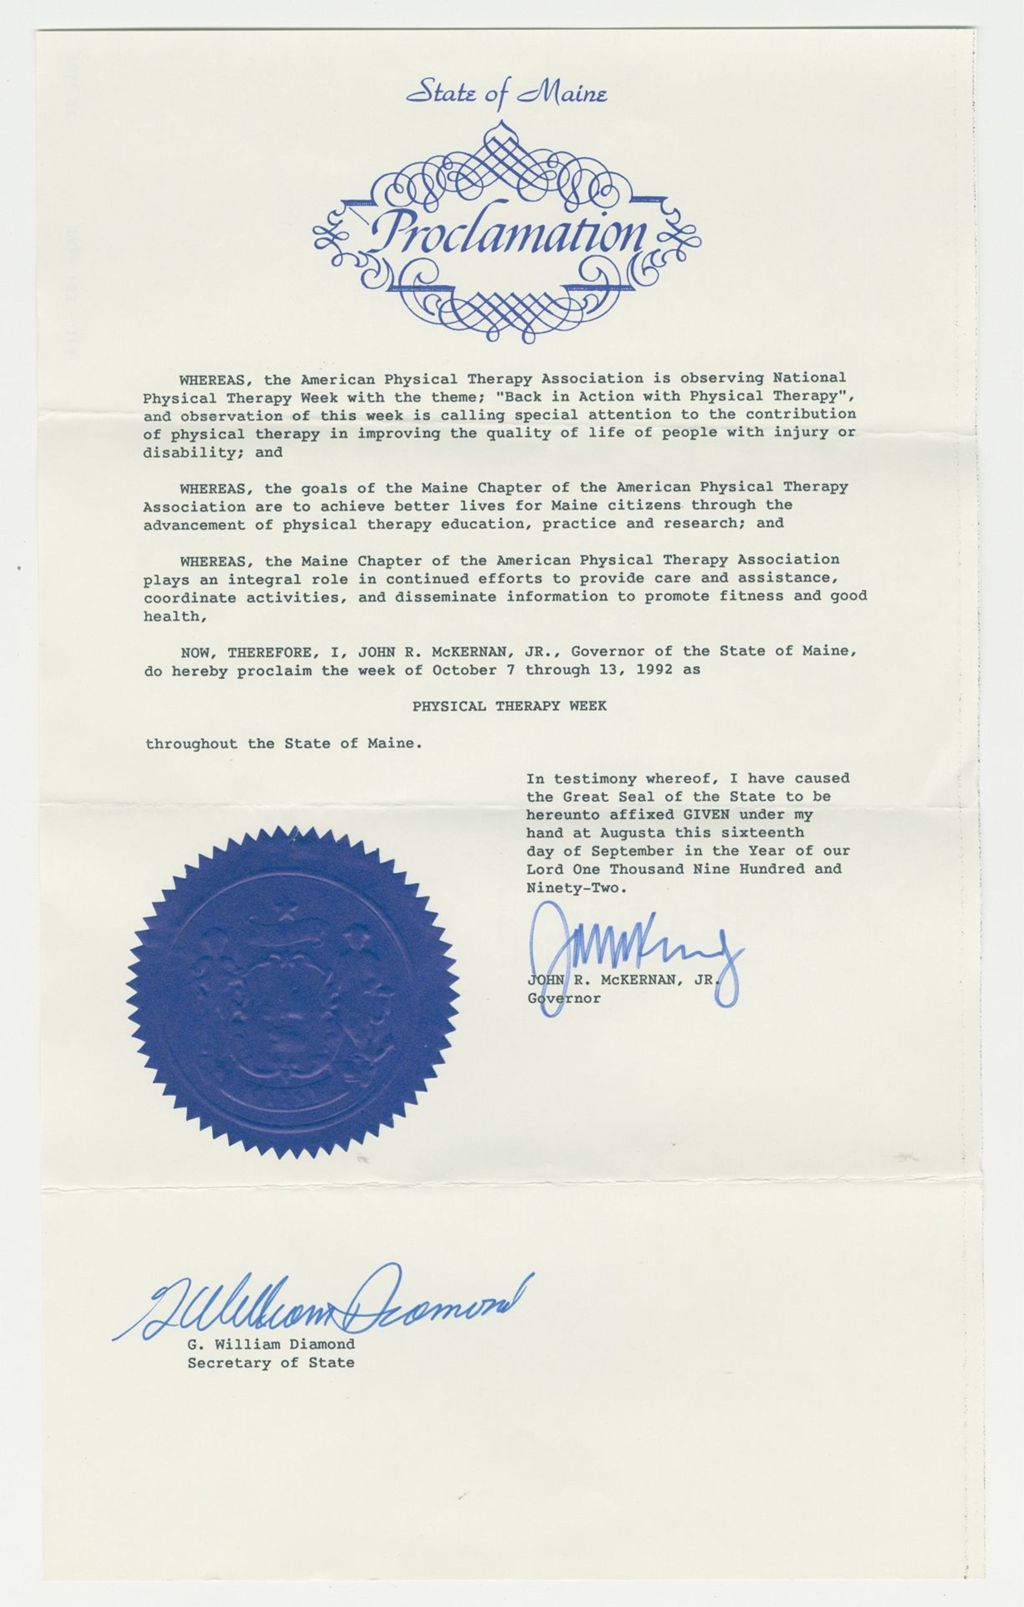 State of Maine
Proclamation
WHEREAS, the American Physical Therapy Association is observing National
Physical Therapy Week with the theme; "Back in Action with Physical Therapy",
and observation of this week is calling special attention to the contribution
of physical therapy in improving the quality of life of people with injury or
disability; and
WHEREAS, the goals of the Maine Chapter of the American Physical Therapy
Association are to achieve better lives for Maine citizens through the
advancement of physical therapy education, practice and research; and
WHEREAS, the Maine Chapter of the American Physical Therapy Association
plays an integral role in continued efforts to provide care and assistance,
coordinate activities, and disseminate information to promote fitness and good
health,
NOW, THEREFORE, I, JOHN R. McKERNAN, JR., Governor of the State of Maine,
do hereby proclaim the week of October 7 through 13, 1992 as
PHYSICAL THERAPY WEEK
throughout the State of Maine.
In testimony whereof, I have caused
the Great Seal of the State to be
hereunto affixed GIVEN under my
hand at Augusta this sixteenth
day of September in the Year of our
Lord One Thousand Nine Hundred and
Ninety-Two.
JOHN R. McKERNAN, JR.
Governor
G William Diamond
G. William Diamond
Secretary of State